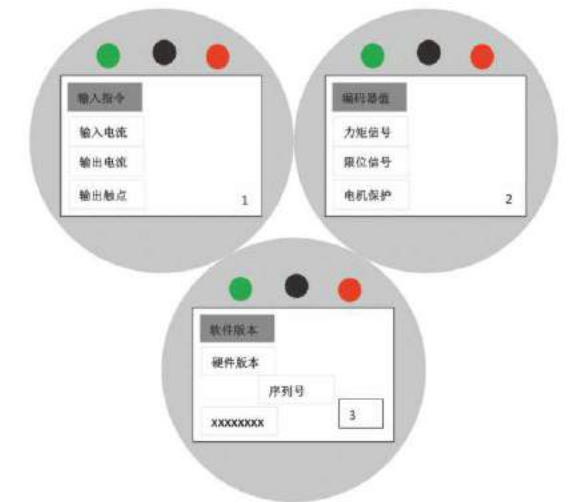 输入指令
输入电流
输出电流
输出触点
1
编码器值
力矩信号
限位信号
电机保护
2
软件版本
硬件版本
序列号
XXXXXXXX
3